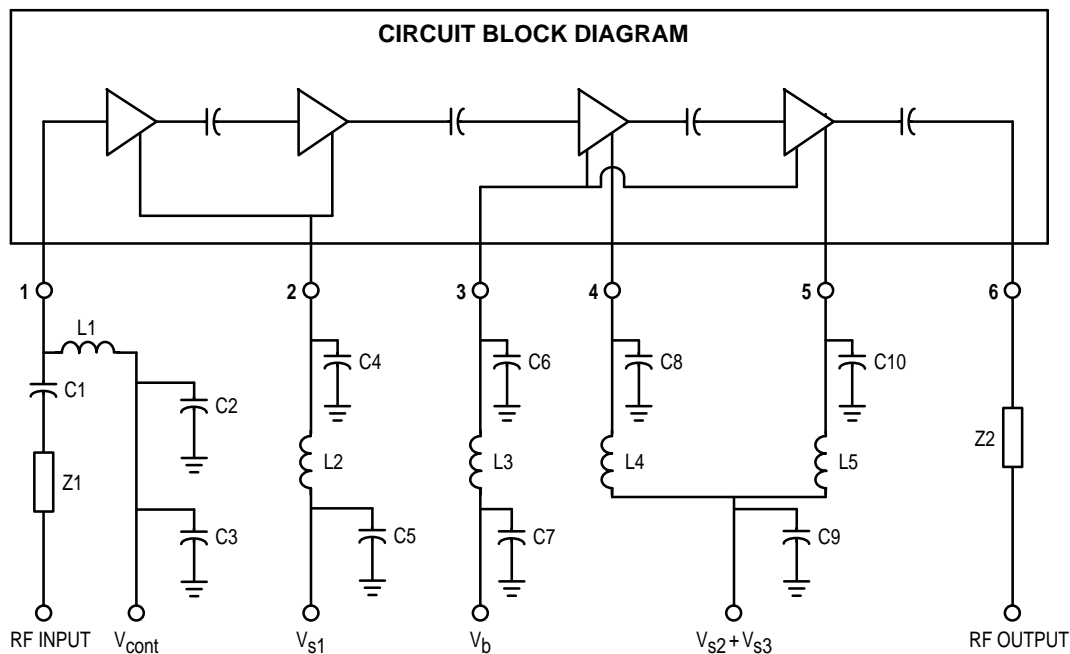 CIRCUIT BLOCK DIAGRAM
1
2
3
4
5
6
L1
C1
C2
Z1
C3
C4
L2
C5
C6
L3
C7
C8
L4
C10
L5
C9
Z2
RF INPUT
Vcont
Vs1
Vb
Vs2 + Vs3
RF OUTPUT